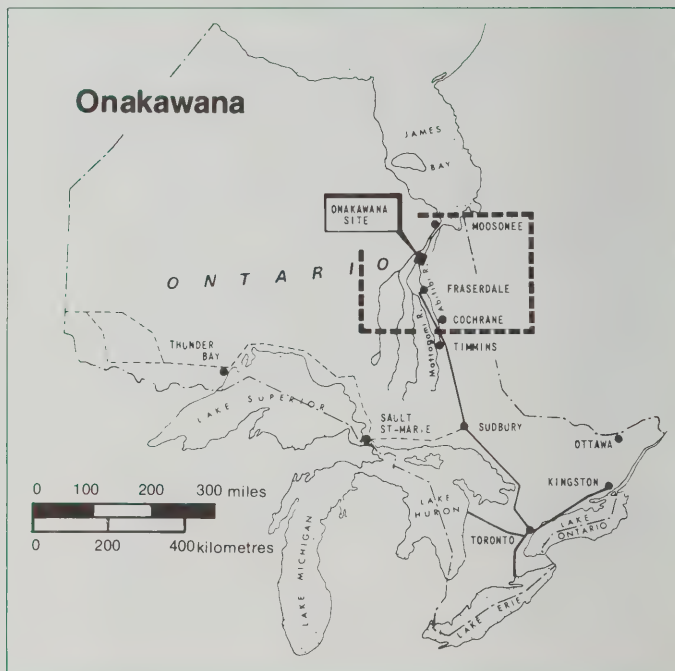 Onakawana
JAMES
BAY
ONAKAWANA
SITE
MOOSONEE
ONTARIO
Abitibi R.
FRASERDALE
Mattagami R.
COCHRANE
TIMMINS
THUNDER
BAY
LAKE SUPERIOR
SAULT
ST-MARIE
SUDBURY
OTTAWA
KINGSTON
0 100 200 300 miles
0 200 400 kilometres
LAKE
HURON
LAKE
ONTARIO
TORONTO
LAKE MICHIGAN
LAKE ERIE